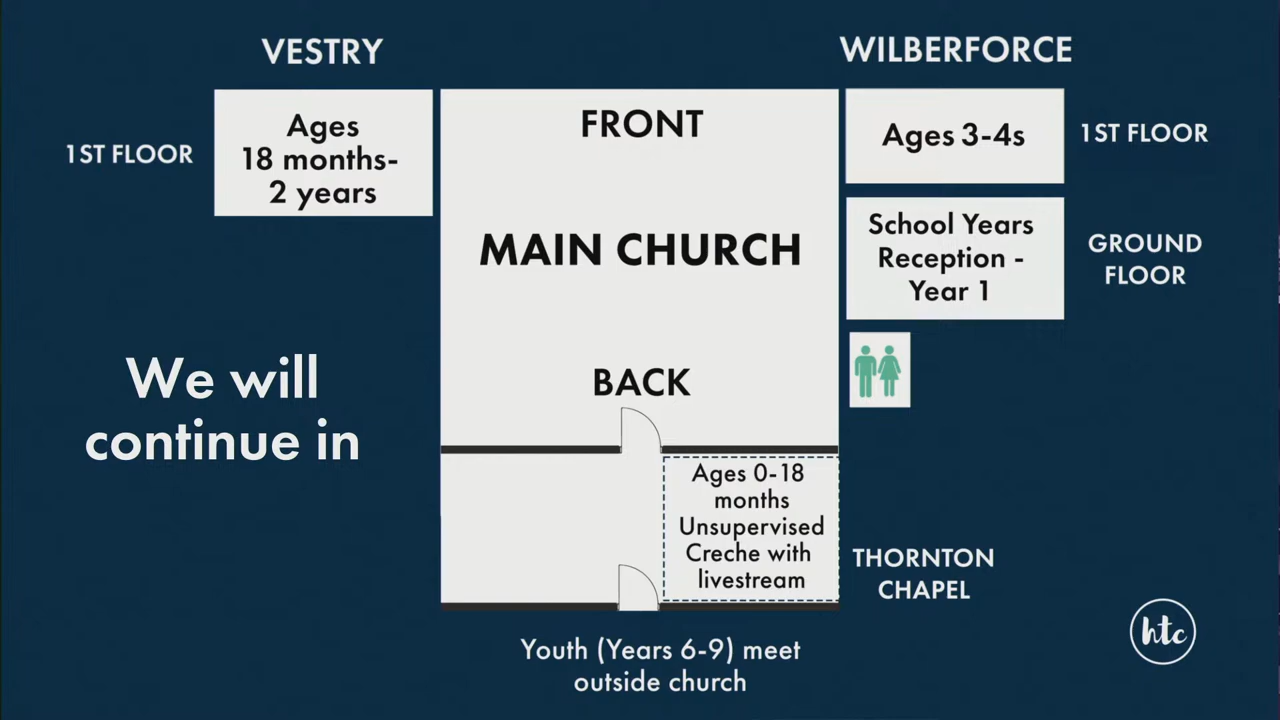 VESTRY
WILBERFORCE
1ST FLOOR
Ages
18 months-
2 years
FRONT
Ages 3-4s
1ST FLOOR
MAIN CHURCH
School Years
Reception -
Year 1
GROUND
FLOOR
We will
continue in
BACK
Ages 0-18
months
Unsupervised
Creche with
livestream
THORNTON
CHAPEL
Youth (Years 6-9) meet
outside church
htc